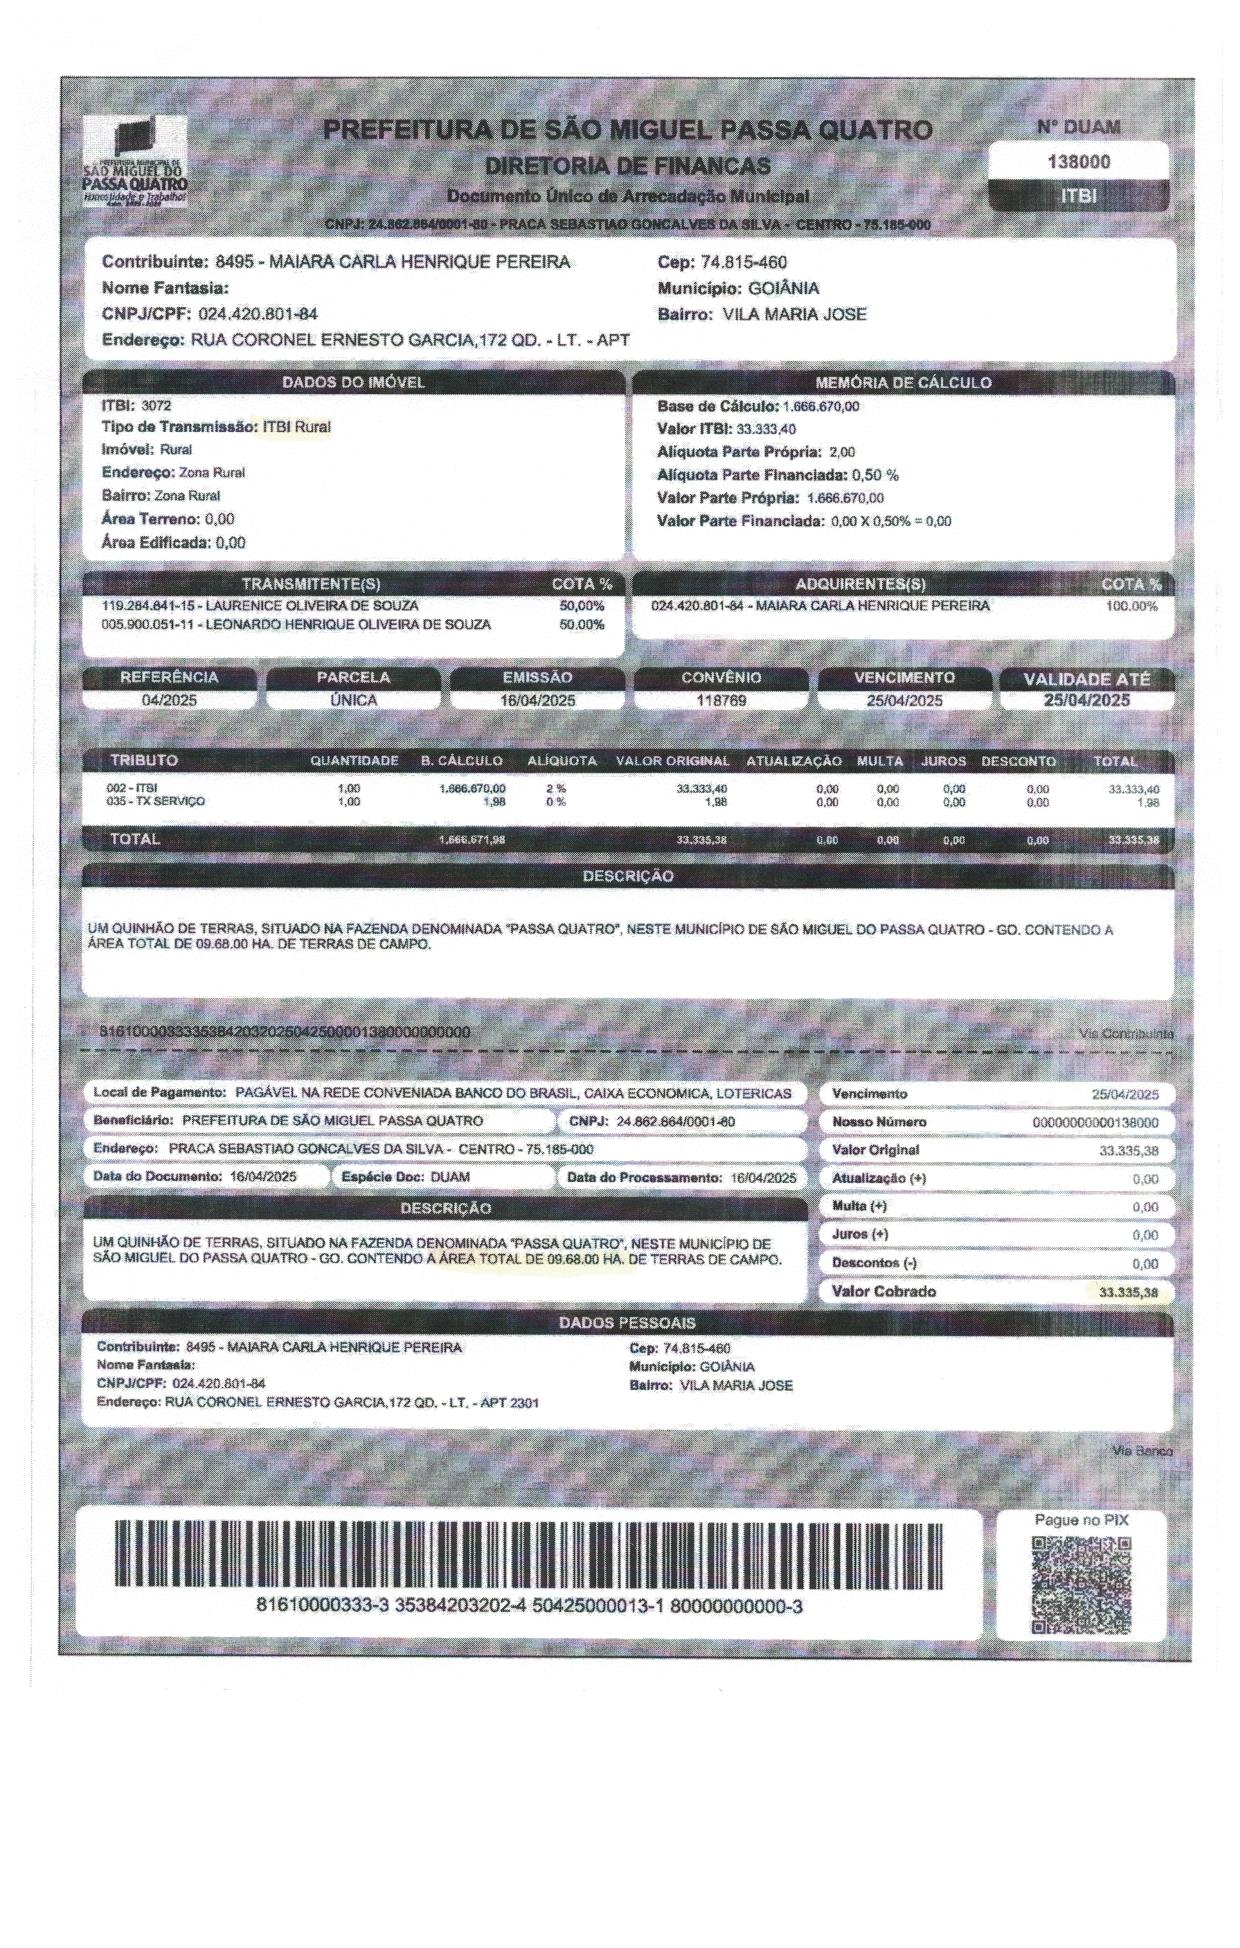 PREFEITURA DE SÃO MIGUEL PASSA QUATRO
DIRETORIA DE FINANCAS
Documento Único de Arrecadação Municipal
CNPJ: 24.862.864/0001-80 - PRACA SEBASTIAO GONCALVES DA SILVA - CENTRO - 75.185-000
Nº DUAM
138000
ITBI
PREFEITURA MUNICIPAL DE
SÃO MIGUEL DO
PASSA QUATRO
Contribuinte: 8495 - MAIARA CARLA HENRIQUE PEREIRA
Cep: 74.815-460
Nome Fantasia:
Município: GOIÂNIA
CNPJ/CPF: 024.420.801-84
Bairro: VILA MARIA JOSE
Endereço: RUA CORONEL ERNESTO GARCIA,172 QD. - LT. - APT
DADOS DO IMÓVEL
ITBI: 3072
Tipo de Transmissão: ITBI Rural
Imóvel: Rural
Endereço: Zona Rural
Bairro: Zona Rural
Área Terreno: 0,00
Área Edificada: 0,00
MEMÓRIA DE CÁLCULO
Base de Cálculo: 1.666.670,00
Valor ITBI: 33.333,40
Alíquota Parte Própria: 2,00
Alíquota Parte Financiada: 0,50 %
Valor Parte Própria: 1.666.670,00
Valor Parte Financiada: 0,00 X 0,50% = 0,00
TRANSMITENTE(S) COTA %
119.284.841-15 - LAURENICE OLIVEIRA DE SOUZA 50,00%
005.900.051-11 - LEONARDO HENRIQUE OLIVEIRA DE SOUZA 50.00%
ADQUIRENTES(S) COTA %
024.420.801-84 - MAIARA CARLA HENRIQUE PEREIRA 100.00%
REFERÊNCIA PARCELA EMISSÃO CONVÊNIO VENCIMENTO VALIDADE ATÉ
04/2025 ÚNICA 16/04/2025 118769 25/04/2025 25/04/2025
TRIBUTO QUANTIDADE B. CÁLCULO ALÍQUOTA VALOR ORIGINAL ATUALIZAÇÃO MULTA JUROS DESCONTO TOTAL
002 - ITBI 1,00 1.666.670,00 2 % 33.333,40 0,00 0,00 0,00 0,00 33.333,40
035 - TX SERVIÇO 1,00 1,98 0 % 1,98 0,00 0,00 0,00 0,00 1,98
TOTAL 1,666.671,98 33.335,38 0,00 0,00 0,00 0,00 33.335,38
DESCRIÇÃO
UM QUINHÃO DE TERRAS, SITUADO NA FAZENDA DENOMINADA "PASSA QUATRO", NESTE MUNICÍPIO DE SÃO MIGUEL DO PASSA QUATRO - GO. CONTENDO A
ÁREA TOTAL DE 09.68.00 HA. DE TERRAS DE CAMPO.
81610000333353842032025042500001380000000000
Via Contribuinte
Local de Pagamento: PAGÁVEL NA REDE CONVENIADA BANCO DO BRASIL, CAIXA ECONOMICA, LOTERICAS
Beneficiário: PREFEITURA DE SÃO MIGUEL PASSA QUATRO CNPJ: 24.862.864/0001-80
Endereço: PRACA SEBASTIAO GONCALVES DA SILVA - CENTRO - 75.185-000
Data do Documento: 16/04/2025 Espécie Doc: DUAM Data do Processamento: 16/04/2025
DESCRIÇÃO
UM QUINHÃO DE TERRAS, SITUADO NA FAZENDA DENOMINADA "PASSA QUATRO", NESTE MUNICÍPIO DE
SÃO MIGUEL DO PASSA QUATRO - GO. CONTENDO A ÁREA TOTAL DE 09.68.00 HA. DE TERRAS DE CAMPO.
Vencimento 25/04/2025
Nosso Número 00000000000138000
Valor Original 33.335,38
Atualização (+) 0,00
Multa (+) 0,00
Juros (+) 0,00
Descontos (-) 0,00
Valor Cobrado 33.335,38
DADOS PESSOAIS
Contribuinte: 8495 - MAIARA CARLA HENRIQUE PEREIRA
Cep: 74.815-460
Nome Fantasia:
Município: GOIÂNIA
CNPJ/CPF: 024.420.801-84
Bairro: VILA MARIA JOSE
Endereço: RUA CORONEL ERNESTO GARCIA,172 QD. - LT. - APT 2301
Via Banco
81610000333-3 35384203202-4 50425000013-1 80000000000-3
Pague no PIX